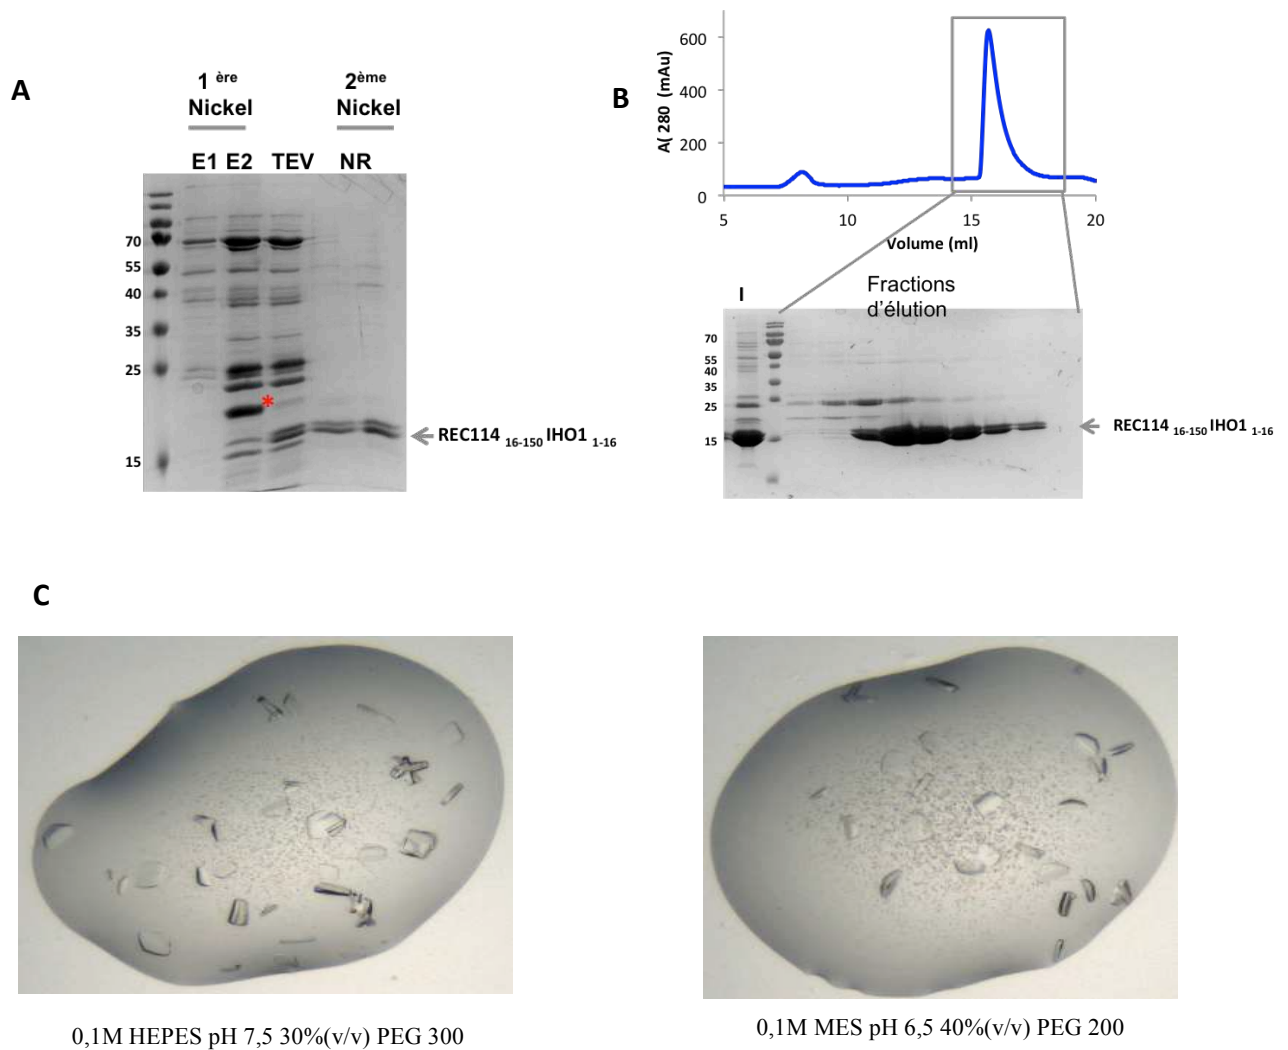 A
1 ère
Nickel
2ème
Nickel
E1 E2 TEV NR
70
55
40
35
25
15
*
REC114 16-150 IHO1 1-16
B
A( 280 (mAu)
600
400
200
0
5 10 15 20
Volume (ml)
Fractions
d'élution
I
70
55
40
35
25
15
REC114 16-150 IHO1 1-16
C
0,1M HEPES pH 7,5 30%(v/v) PEG 300
0,1M MES pH 6,5 40%(v/v) PEG 200